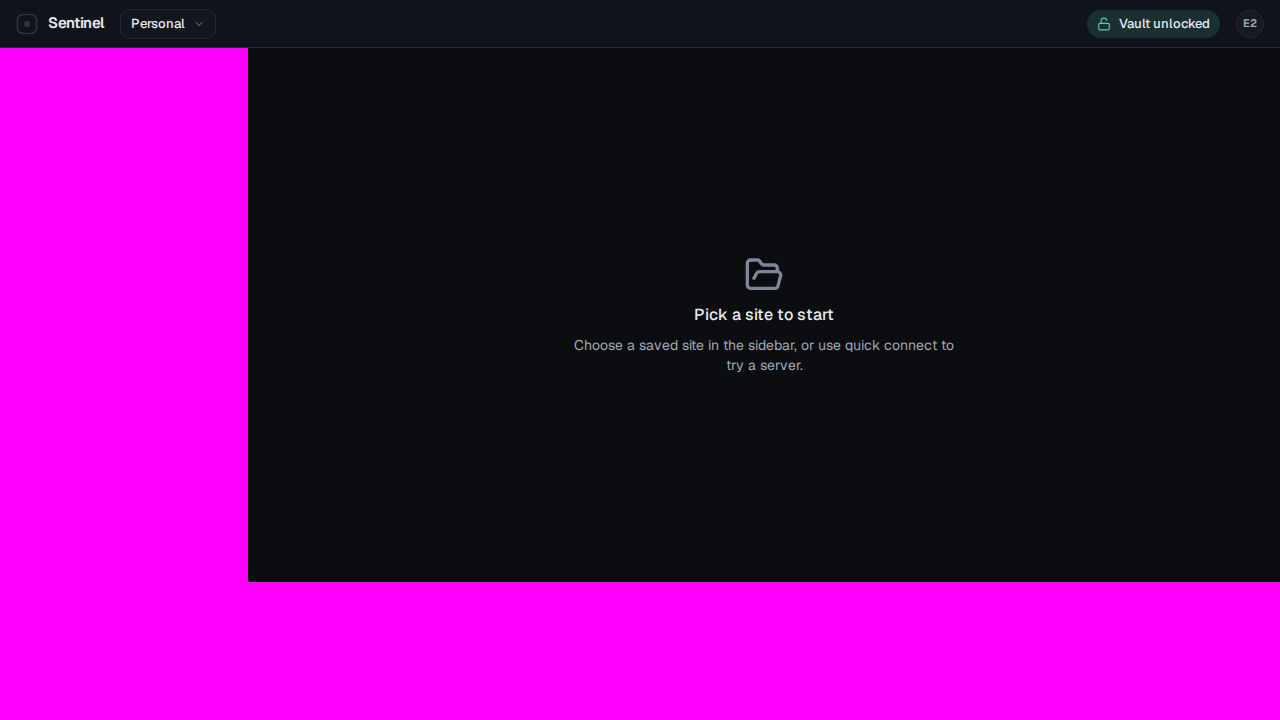 Sentinel
Personal
Vault unlocked
E2
Pick a site to start
Choose a saved site in the sidebar, or use quick connect to
try a server.